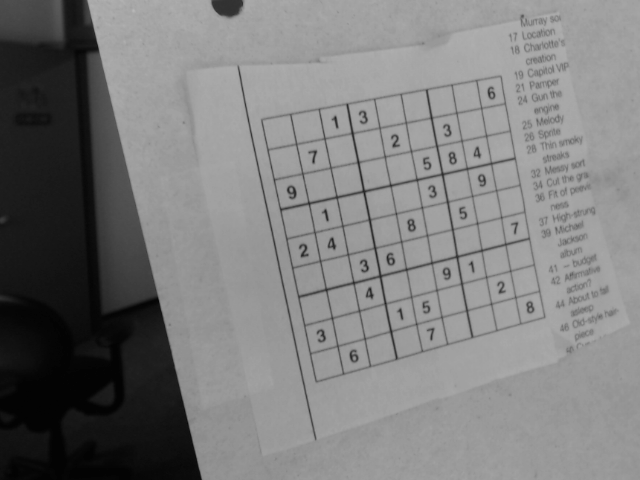 1 3 6
7 2 3
9 5 8 4
1 3 9
2 4 8 5
3 6 7
4 9 1
3 1 5 2
6 7 8
Murray
17 Location
18 Charlotte's
creation
19 Capitol VIP
21 Pamper
24 Gun the
engine
25 Melody
26 Sprite
28 Thin smoky
streaks
32 Messy sort
34 Cut the
36 Fit of
ness
37 High-strung
39 Michael
Jackson
album
41 — budget
42 Affirmative
action?
44 About to fall
asleep
46 Old-style
piece